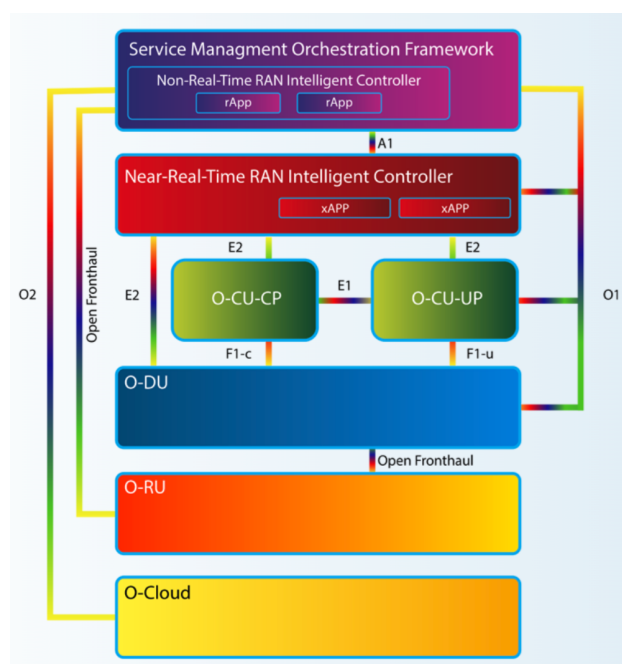 Service Managment Orchestration Framework
Non-Real-Time RAN Intelligent Controller
rApp
rApp
A1
Near-Real-Time RAN Intelligent Controller
xAPP
xAPP
E2
E2
O2
Open Fronthaul
E2
O-CU-CP
E1
O-CU-UP
O1
F1-c
F1-u
O-DU
Open Fronthaul
O-RU
O-Cloud